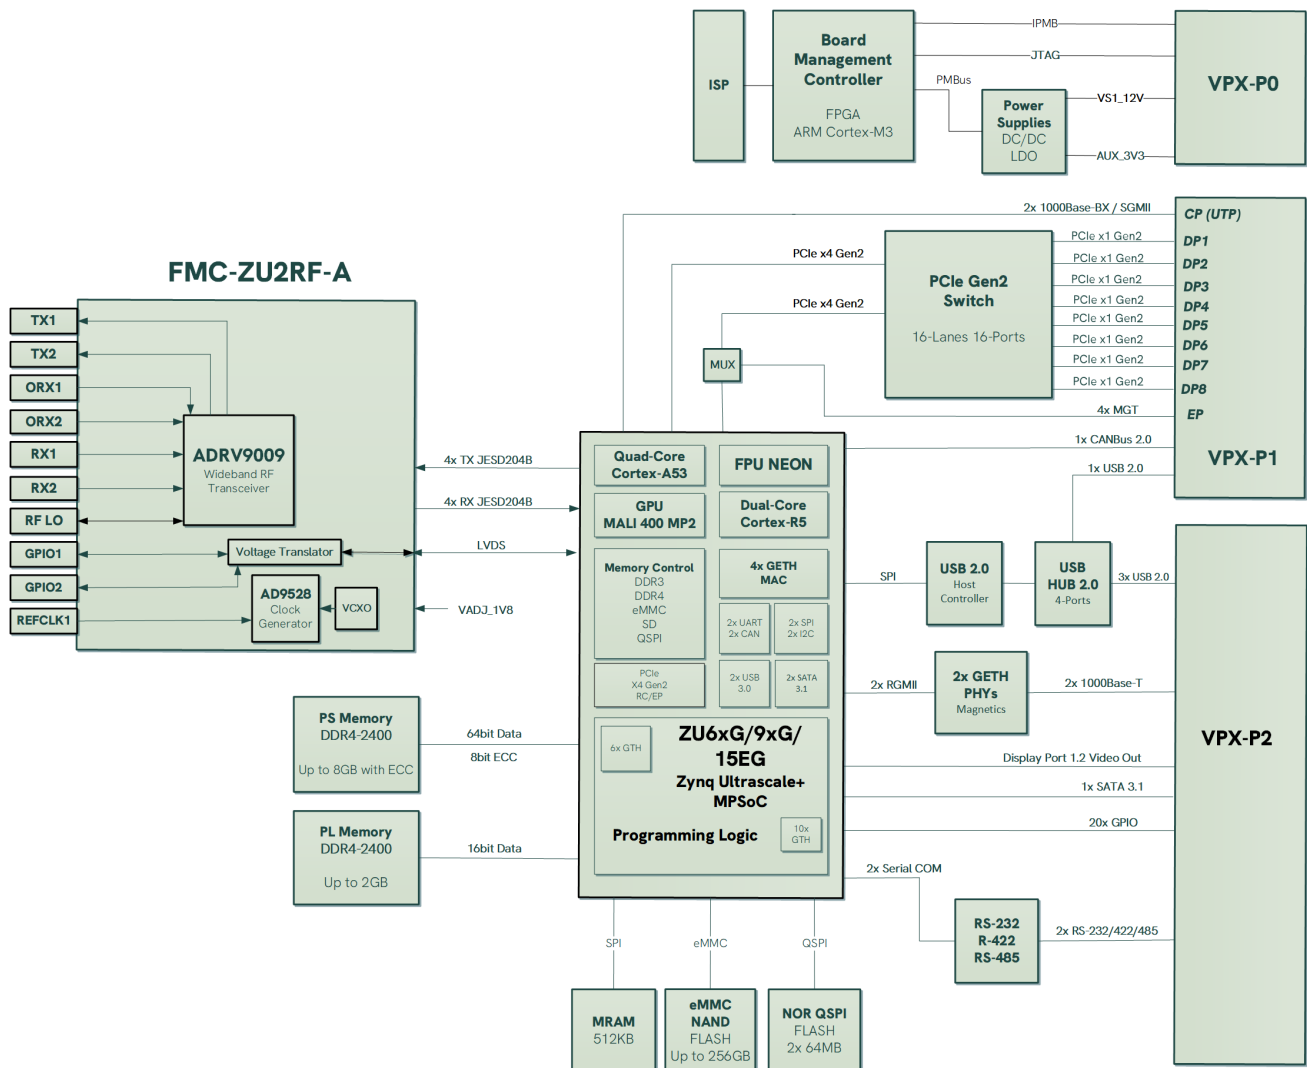 IPMB
JTAG
ISP
Board
Management
Controller
FPGA
ARM Cortex-M3
PMBus
Power
Supplies
DC/DC
LDO
VS1_12V
AUX_3V3
VPX-P0
2x 1000Base-BX / SGMII
CP (UTP)
PCIe x4 Gen2
PCIe x4 Gen2
PCIe Gen2
Switch
16-Lanes 16-Ports
PCIe x1 Gen2
DP1
PCIe x1 Gen2
DP2
PCIe x1 Gen2
DP3
PCIe x1 Gen2
DP4
PCIe x1 Gen2
DP5
PCIe x1 Gen2
DP6
PCIe x1 Gen2
DP7
PCIe x1 Gen2
DP8
MUX
4x MGT
EP
1x CANBus 2.0
VPX-P1
1x USB 2.0
FMC-ZU2RF-A
TX1
TX2
ORX1
ORX2
RX1
RX2
RF LO
GPIO1
GPIO2
REFCLK1
ADRV9009
Wideband RF
Transceiver
Voltage Translator
AD9528
Clock
Generator
VCXO
4x TX JESD204B
4x RX JESD204B
LVDS
VADJ_1V8
Quad-Core
Cortex-A53
FPU NEON
GPU
MALI 400 MP2
Dual-Core
Cortex-R5
Memory Control
DDR3
DDR4
eMMC
SD
QSPI
4x GETH
MAC
2x UART
2x CAN
2x SPI
2x I2C
PCIe
X4 Gen2
RC/EP
2x USB
3.0
2x SATA
3.1
6x GTH
ZU6xG/9xG/
15EG
Zynq Ultrascale+
MPSoC
Programming Logic
10x
GTH
SPI
USB 2.0
Host
Controller
USB
HUB 2.0
4-Ports
3x USB 2.0
2x RGMII
2x GETH
PHYs
Magnetics
2x 1000Base-T
VPX-P2
Display Port 1.2 Video Out
1x SATA 3.1
20x GPIO
2x Serial COM
RS-232
R-422
RS-485
2x RS-232/422/485
PS Memory
DDR4-2400
Up to 8GB with ECC
64bit Data
8bit ECC
PL Memory
DDR4-2400
Up to 2GB
16bit Data
SPI
eMMC
QSPI
MRAM
512KB
eMMC
NAND
FLASH
Up to 256GB
NOR QSPI
FLASH
2x 64MB